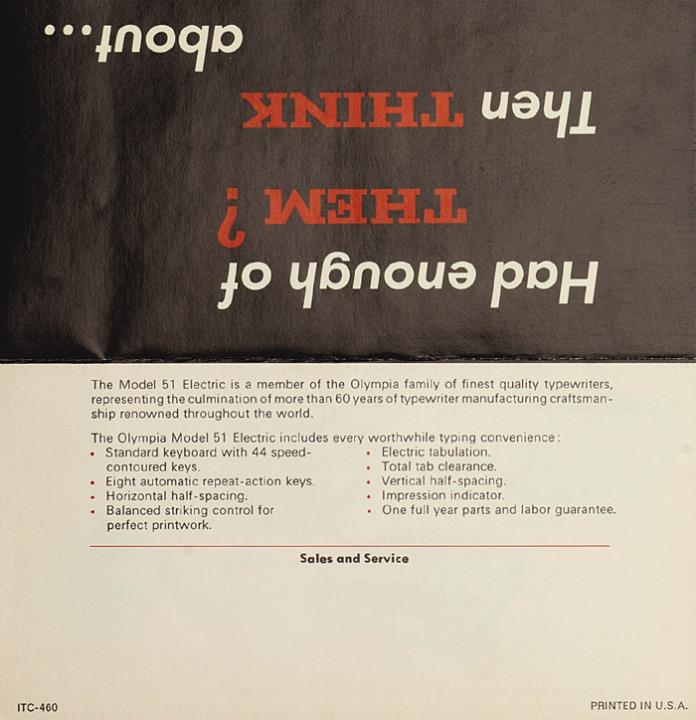 Had enough of
THEM?
Then THINK
about...
The Model 51 Electric is a member of the Olympia family of finest quality typewriters,
representing the culmination of more than 60 years of typewriter manufacturing craftsman-
ship renowned throughout the world.
The Olympia Model 51 Electric includes every worthwhile typing convenience:
• Standard keyboard with 44 speed-
contoured keys.
• Eight automatic repeat-action keys.
• Horizontal half-spacing.
• Balanced striking control for
perfect printwork.
• Electric tabulation.
• Total tab clearance.
• Vertical half-spacing.
• Impression indicator.
• One full year parts and labor guarantee.
Sales and Service
ITC-460
PRINTED IN U.S.A.